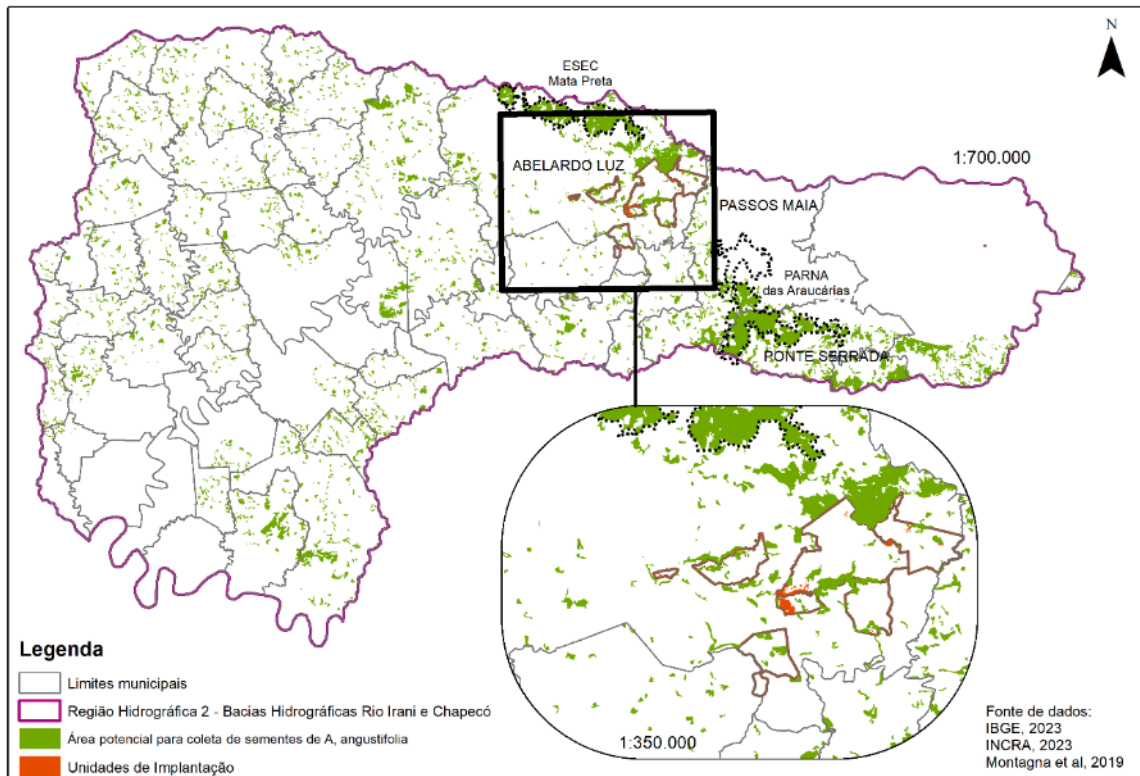 N
ESEC
Mata Preta
1:700.000
ABELARDO LUZ
PASSOS MAIA
PARNA
das Araucárias
PONTE SERRADA
Legenda
Limites municipais
Região Hidrográfica 2 - Bacias Hidrográficas Rio Irani e Chapecó
Área potencial para coleta de sementes de A, angustifolia
Unidades de Implantação
1:350.000
Fonte de dados:
IBGE, 2023
INCRA, 2023
Montagna et al, 2019